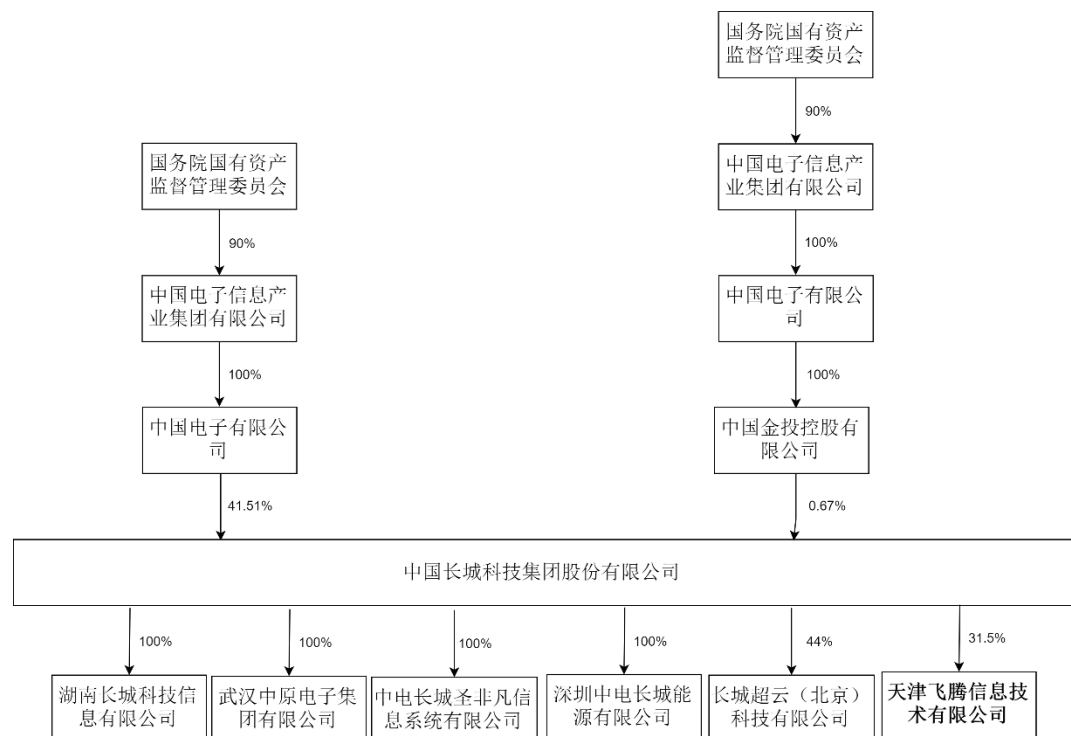 国务院国有资产
监督管理委员会
90%
中国电子信息产
业集团有限公司
100%
中国电子有限公
司
41.51%
国务院国有资产
监督管理委员会
90%
中国电子信息产
业集团有限公司
100%
中国电子有限公
司
100%
中国金投控股有
限公司
0.67%
中国长城科技集团股份有限公司
100%
100%
100%
100%
44%
31.5%
湖南长城科技信
息有限公司
武汉中原电子集
团有限公司
中电长城圣非凡信
息系统有限公司
深圳中电长城能
源有限公司
长城超云（北京）
科技有限公司
天津飞腾信息技
术有限公司